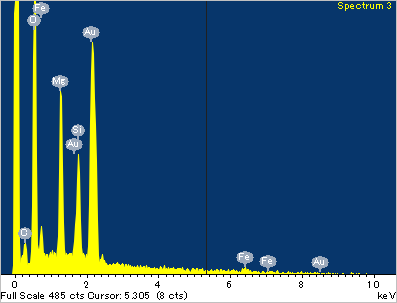 Spectrum 3
Fe
O
Au
Mg
Si
Au
C
Fe
Fe
Au
0 2 4 6 8 10
Full Scale 485 cts Cursor: 5.305 (8 cts) keV